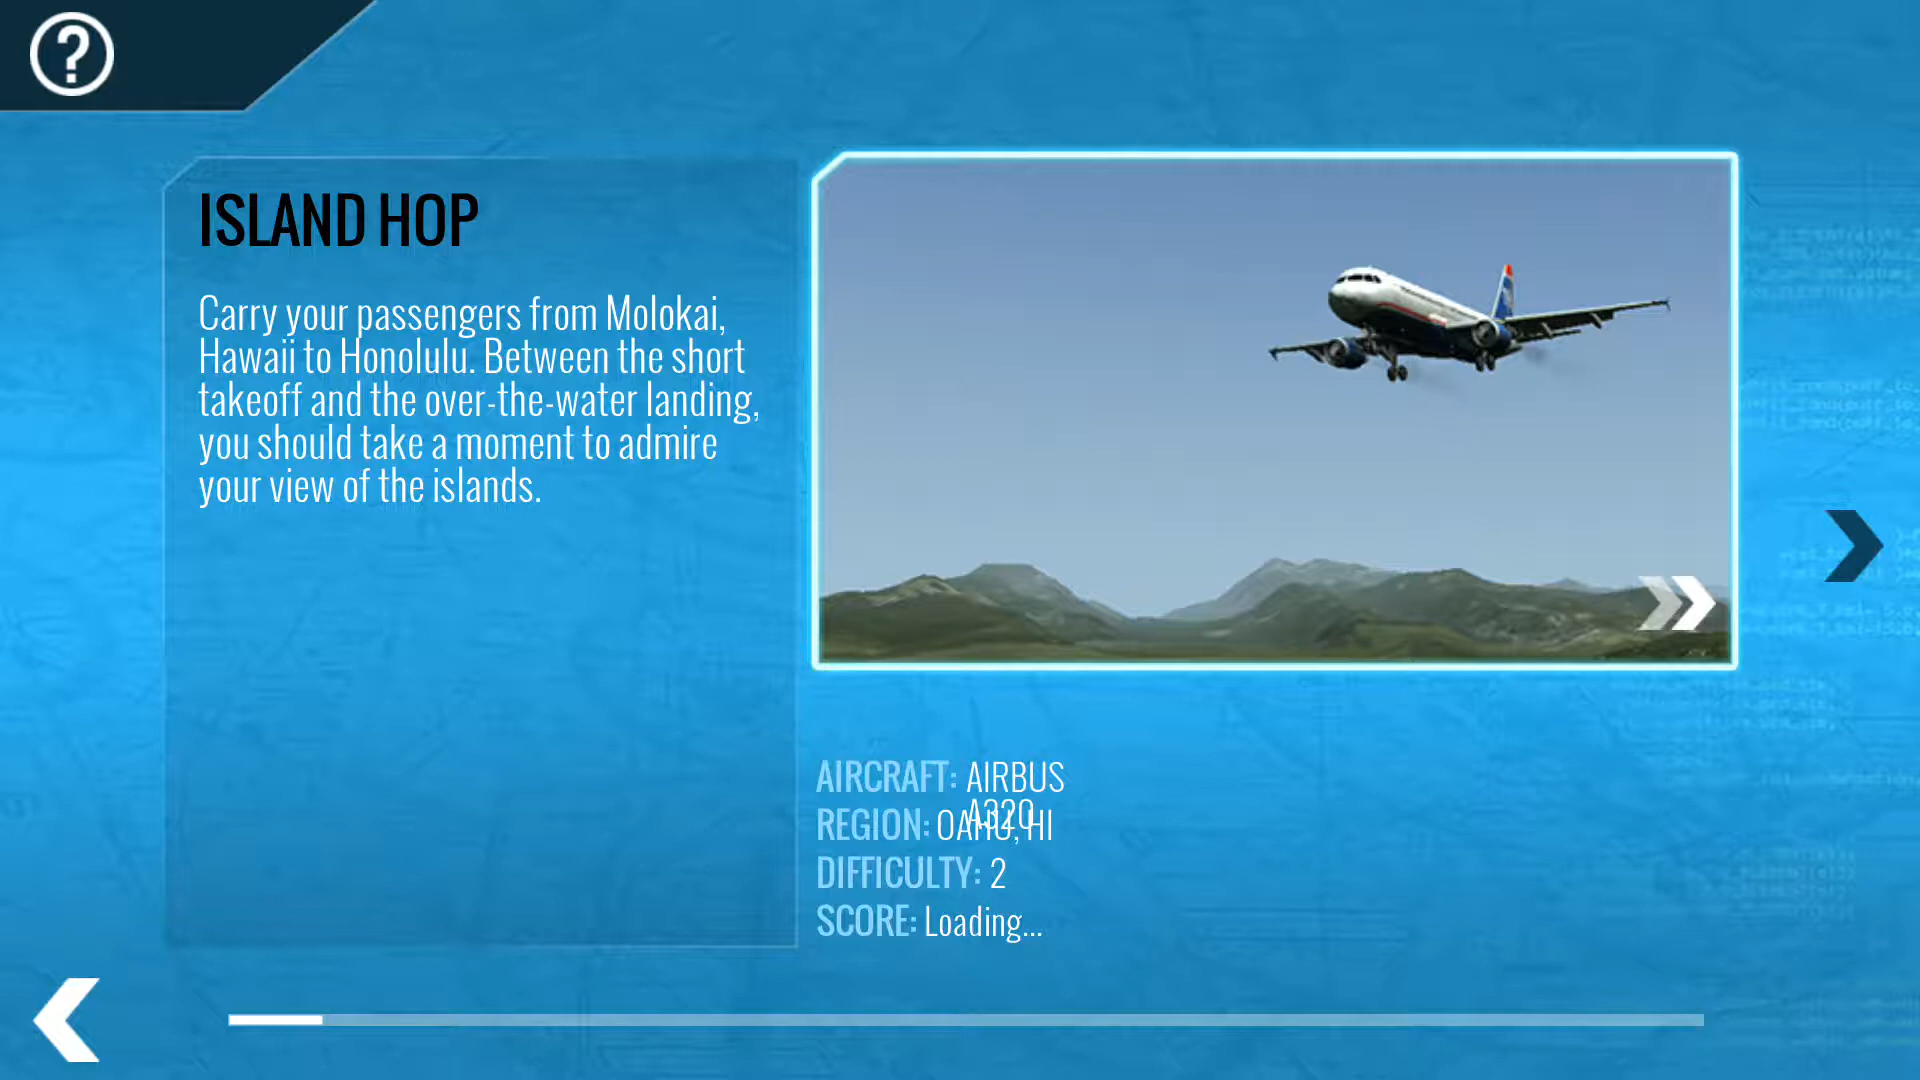 ISLAND HOP
Carry your passengers from Molokai,
Hawaii to Honolulu. Between the short
takeoff and the over-the-water landing,
you should take a moment to admire
your view of the islands.
AIRCRAFT: AIRBUS
A320
REGION: OAHU, HI
DIFFICULTY: 2
SCORE: Loading...